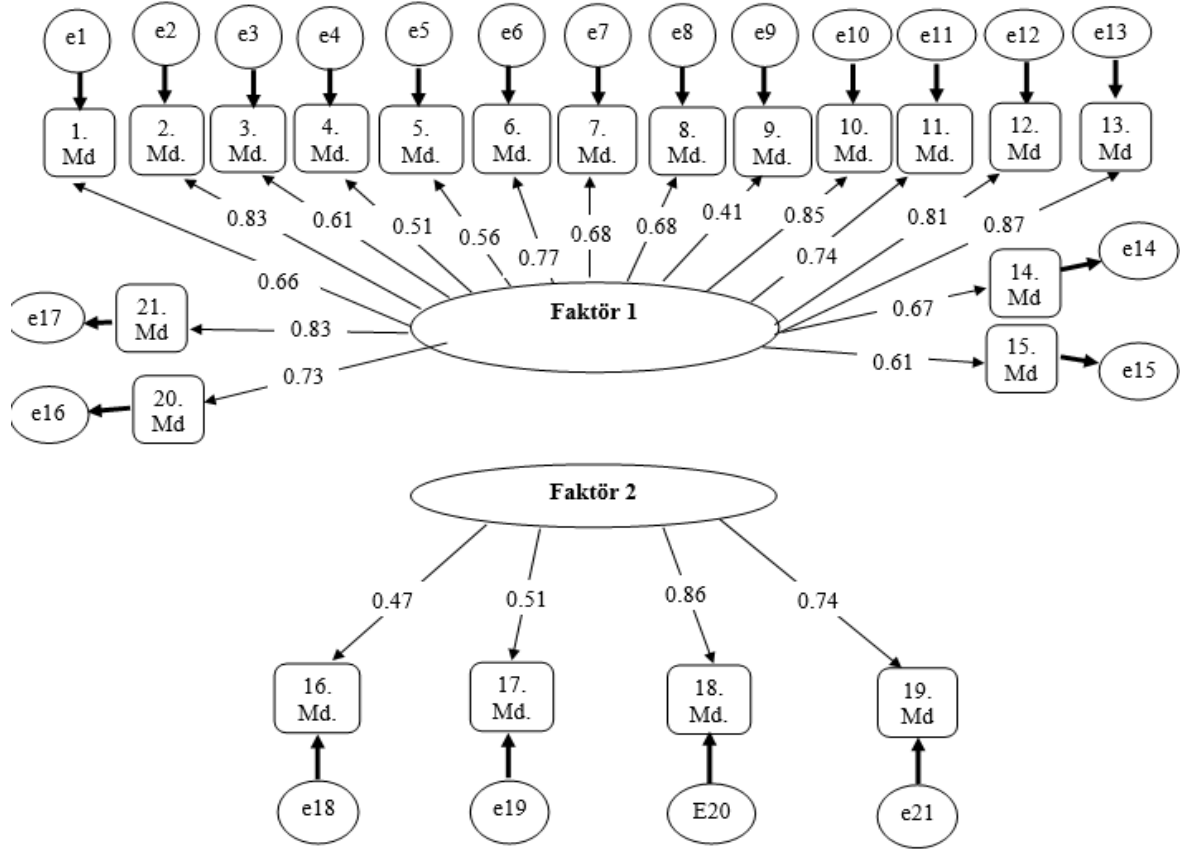 e1
e2
e3
e4
e5
e6
e7
e8
e9
e10
e11
e12
e13
1.
Md
2.
Md.
3.
Md.
4.
Md.
5.
Md.
6.
Md.
7.
Md.
8.
Md.
9.
Md.
10.
Md.
11.
Md.
12.
Md
13.
Md
0.66
0.83
0.61
0.51
0.56
0.77
0.68
0.68
0.41
0.85
0.74
0.81
0.87
e14
14.
Md
0.67
e17
21.
Md
0.83
Faktör 1
15.
Md
0.61
e15
e16
20.
Md
0.73
Faktör 2
0.47
0.51
0.86
0.74
16.
Md.
17.
Md.
18.
Md.
19.
Md
e18
e19
E20
e21